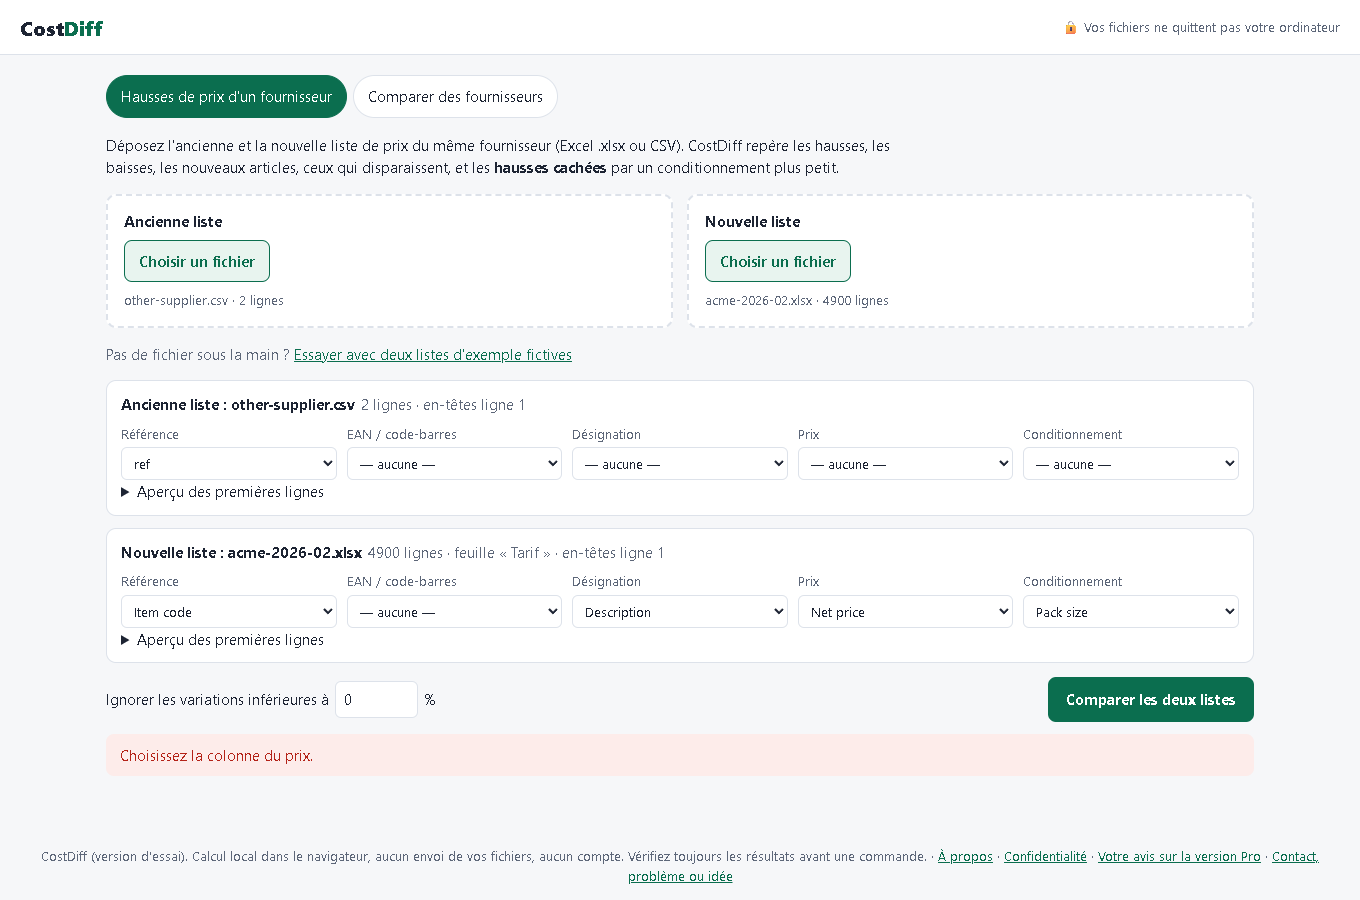 CostDiff
🔒 Vos fichiers ne quittent pas votre ordinateur
Hausses de prix d'un fournisseur
Comparer des fournisseurs
Déposez l'ancienne et la nouvelle liste de prix du même fournisseur (Excel .xlsx ou CSV). CostDiff repère les hausses, les
baisses, les nouveaux articles, ceux qui disparaissent, et les hausses cachées par un conditionnement plus petit.
Ancienne liste
Choisir un fichier
other-supplier.csv · 2 lignes
Nouvelle liste
Choisir un fichier
acme-2026-02.xlsx · 4900 lignes
Pas de fichier sous la main ? Essayer avec deux listes d'exemple fictives
Ancienne liste : other-supplier.csv 2 lignes · en-têtes ligne 1
Référence EAN / code-barres Désignation Prix Conditionnement
ref — aucune — — aucune — — aucune — — aucune —
▶ Aperçu des premières lignes
Nouvelle liste : acme-2026-02.xlsx 4900 lignes · feuille « Tarif » · en-têtes ligne 1
Référence EAN / code-barres Désignation Prix Conditionnement
Item code — aucune — Description Net price Pack size
▶ Aperçu des premières lignes
Ignorer les variations inférieures à 0 %
Comparer les deux listes
Choisissez la colonne du prix.
CostDiff (version d'essai). Calcul local dans le navigateur, aucun envoi de vos fichiers, aucun compte. Vérifiez toujours les résultats avant une commande. · À propos · Confidentialité · Votre avis sur la version Pro · Contact,
problème ou idée